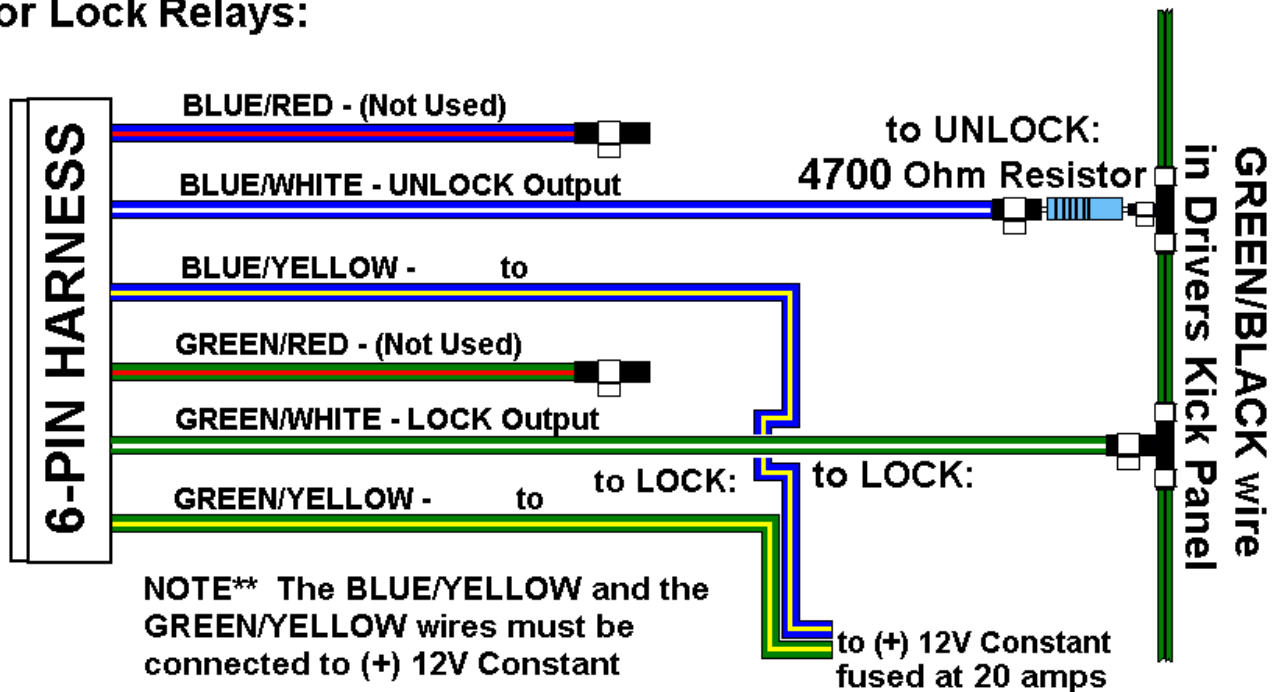 or Lock Relays:
6-PIN HARNESS
BLUE/RED - (Not Used)
BLUE/WHITE - UNLOCK Output
to UNLOCK:
4700 Ohm Resistor
BLUE/YELLOW - to
GREEN/RED - (Not Used)
GREEN/WHITE - LOCK Output
to LOCK:
to LOCK:
GREEN/YELLOW - to
NOTE** The BLUE/YELLOW and the
GREEN/YELLOW wires must be
connected to (+) 12V Constant
to (+) 12V Constant
fused at 20 amps
GREEN/BLACK wire
in Drivers Kick Panel